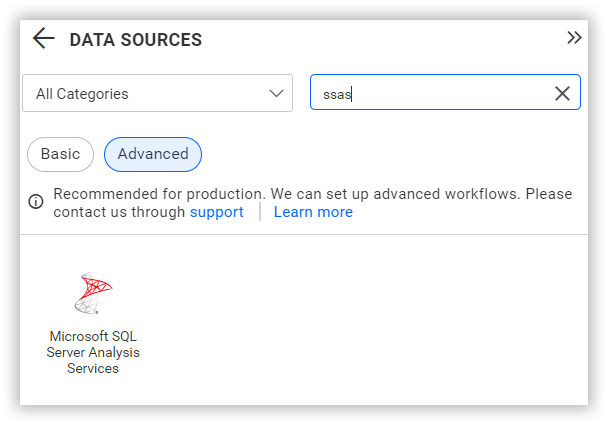 DATA SOURCES
All Categories
ssas
Basic
Advanced
Recommended for production. We can set up advanced workflows. Please
contact us through support | Learn more
Microsoft SQL
Server Analysis
Services